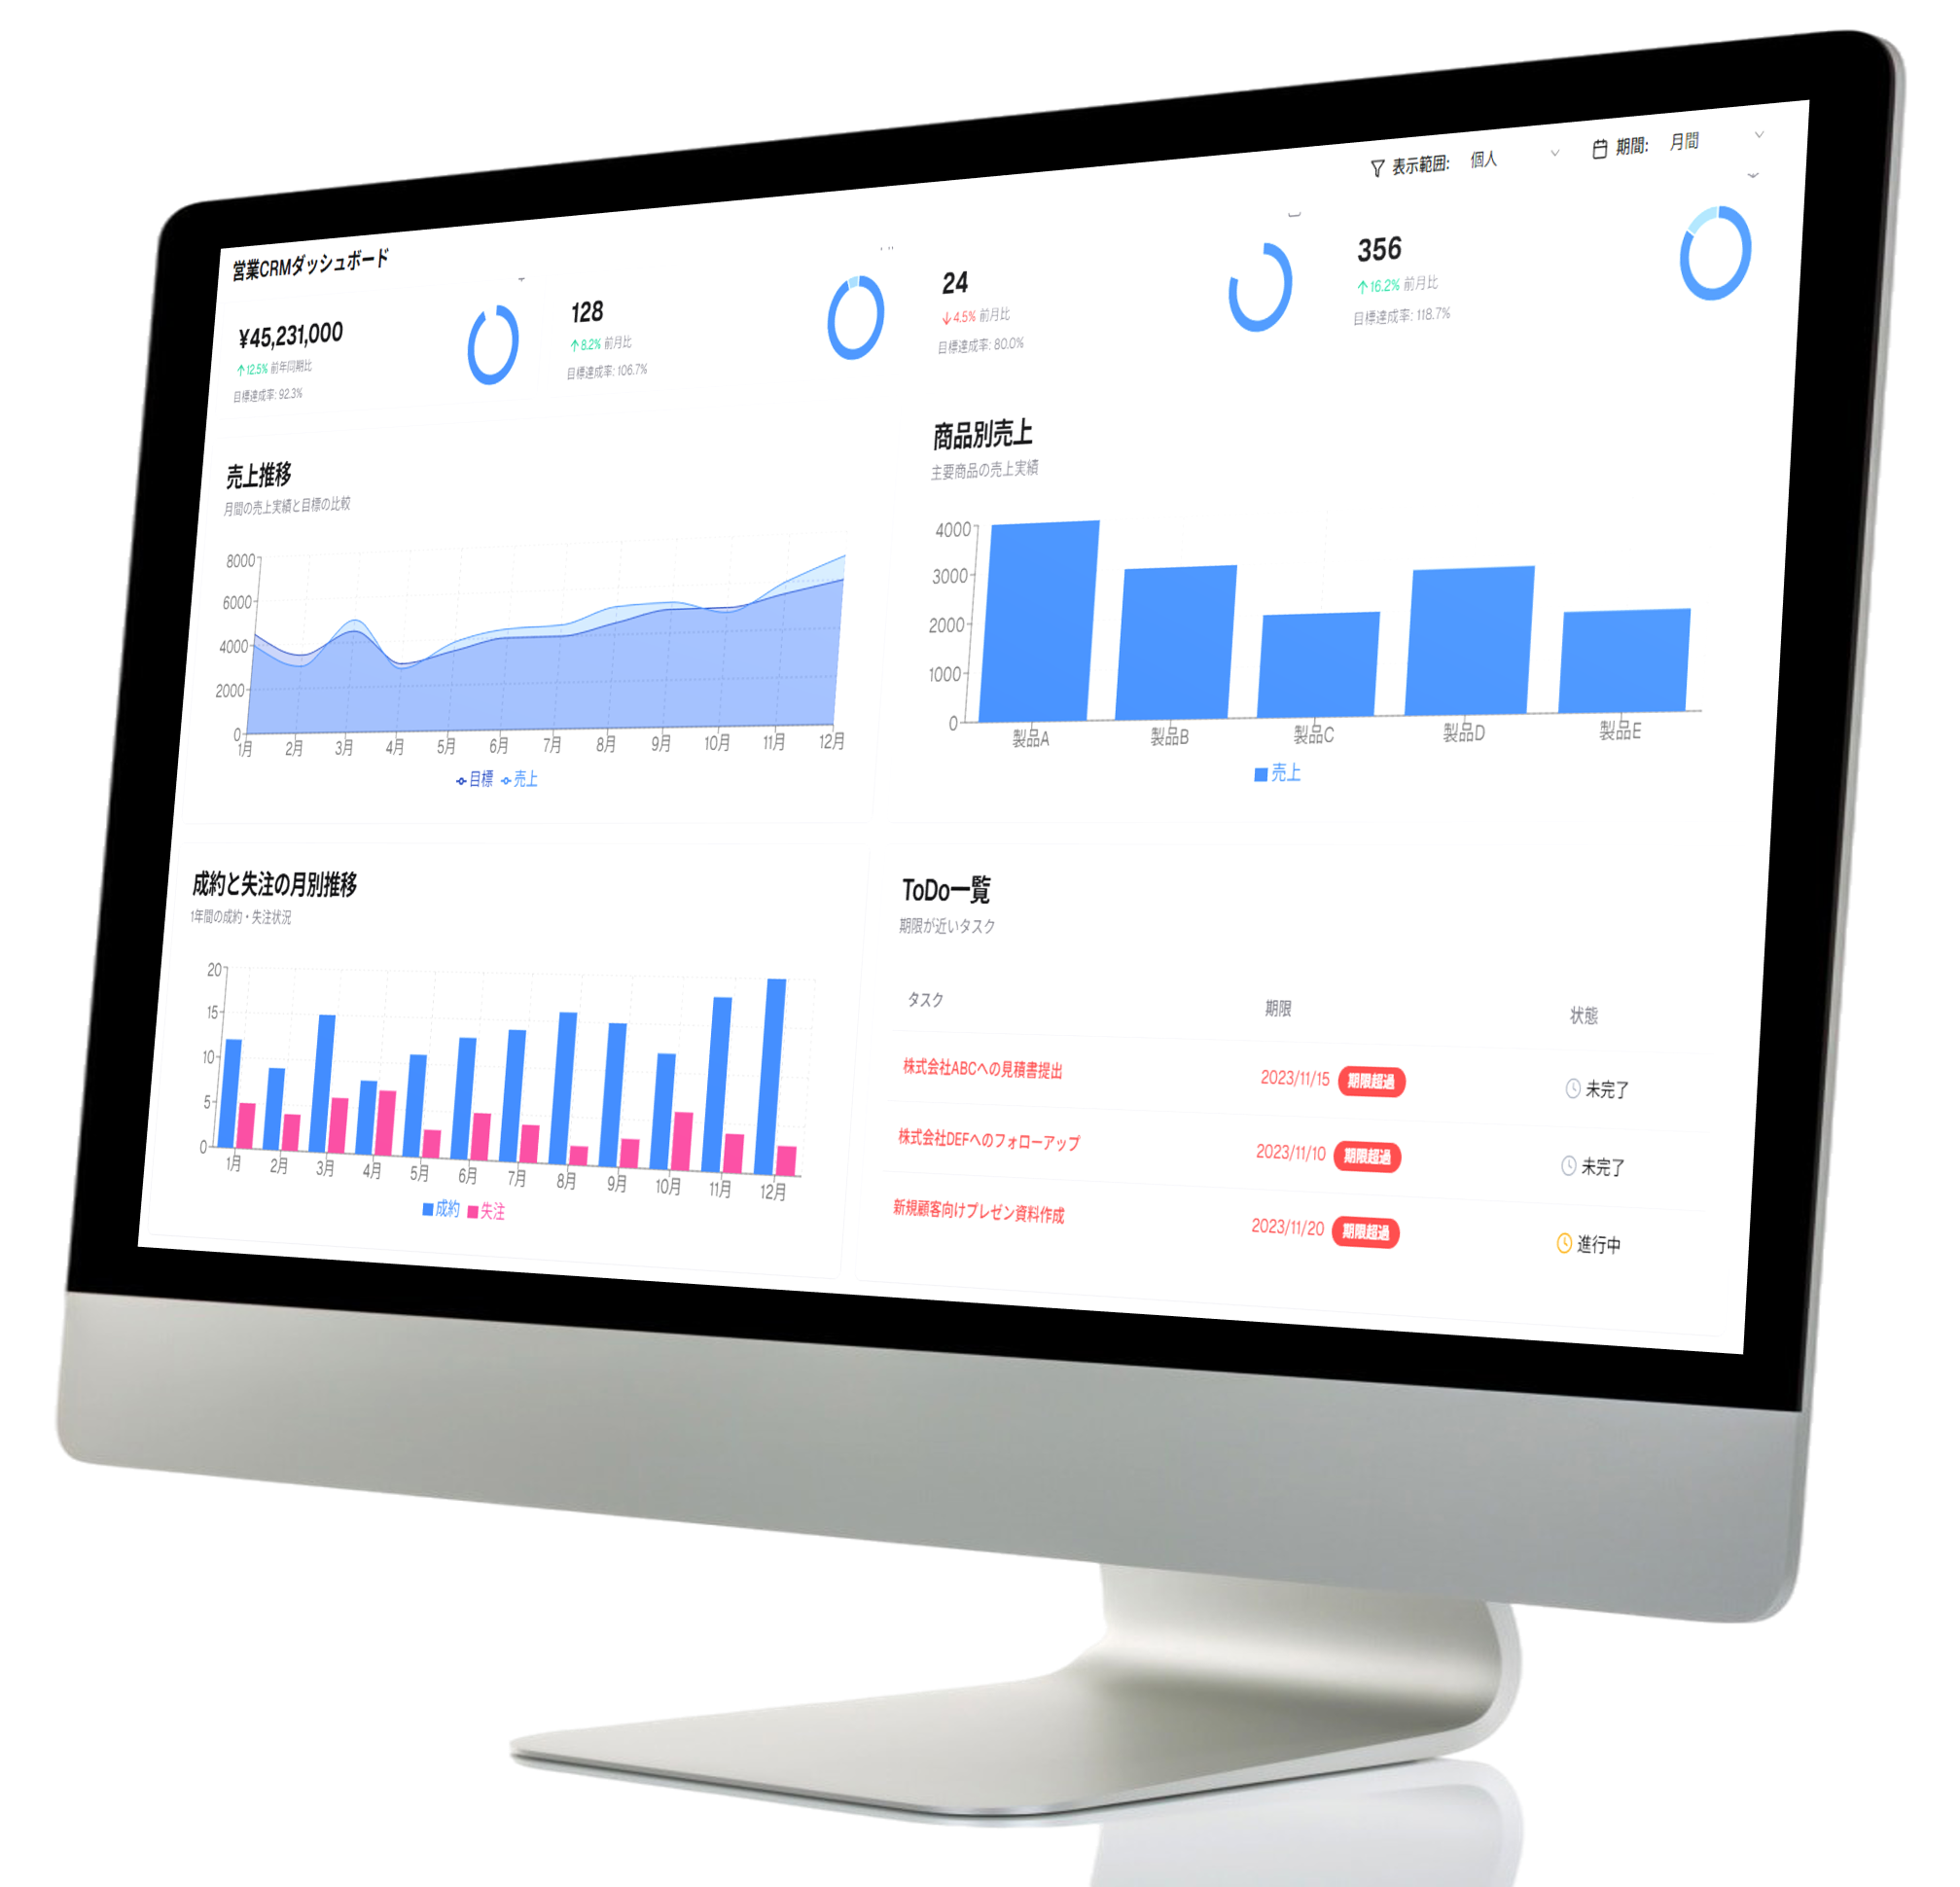 営業CRMダッシュボード
表示範囲: 個人
期間: 月間
¥45,231,000
↑12.5% 前年同期比
目標達成率: 92.3%
128
↑8.2% 前月比
目標達成率: 106.7%
24
↓4.5% 前月比
目標達成率: 80.0%
356
↑16.2% 前月比
目標達成率: 118.7%
売上推移
月間の売上実績と目標の比較
8000
6000
4000
2000
0
1月 2月 3月 4月 5月 6月 7月 8月 9月 10月 11月 12月
目標 売上
商品別売上
主要商品の売上実績
4000
3000
2000
1000
0
製品A 製品B 製品C 製品D 製品E
売上
成約と失注の月別推移
1年間の成約・失注状況
20
15
10
5
0
1月 2月 3月 4月 5月 6月 7月 8月 9月 10月 11月 12月
成約 失注
ToDo一覧
期限が近いタスク
タスク 期限 状態
株式会社ABCへの見積書提出 2023/11/15 期限超過 未完了
株式会社DEFへのフォローアップ 2023/11/10 期限超過 未完了
新規顧客向けプレゼン資料作成 2023/11/20 期限超過 進行中